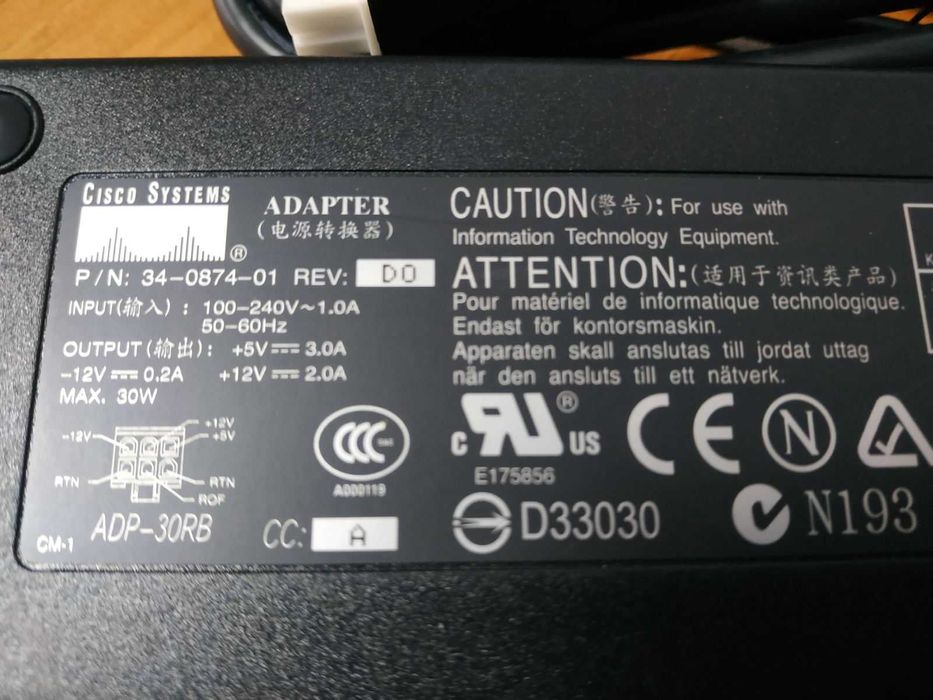 CISCO SYSTEMS
®
ADAPTER
(电源转换器)
P/N: 34-0874-01 REV: D0
INPUT(输入) : 100-240V~1.0A
50-60Hz
OUTPUT(输出): +5V⎓3.0A
-12V⎓0.2A +12V⎓2.0A
MAX. 30W
-12V
+12V
+5V
RTN
RTN
ROF
ADP-30RB
CM-1
CCC
A000119
CC: A
CAUTION(警告): For use with
Information Technology Equipment.
ATTENTION:(适用于资讯类产品)
Pour matériel de informatique technologique.
Endast för kontorsmaskin.
Apparaten skall anslutas till jordat uttag
när den ansluts till ett nätverk.
c RU ® US
E175856
CE
N
D33030
N193